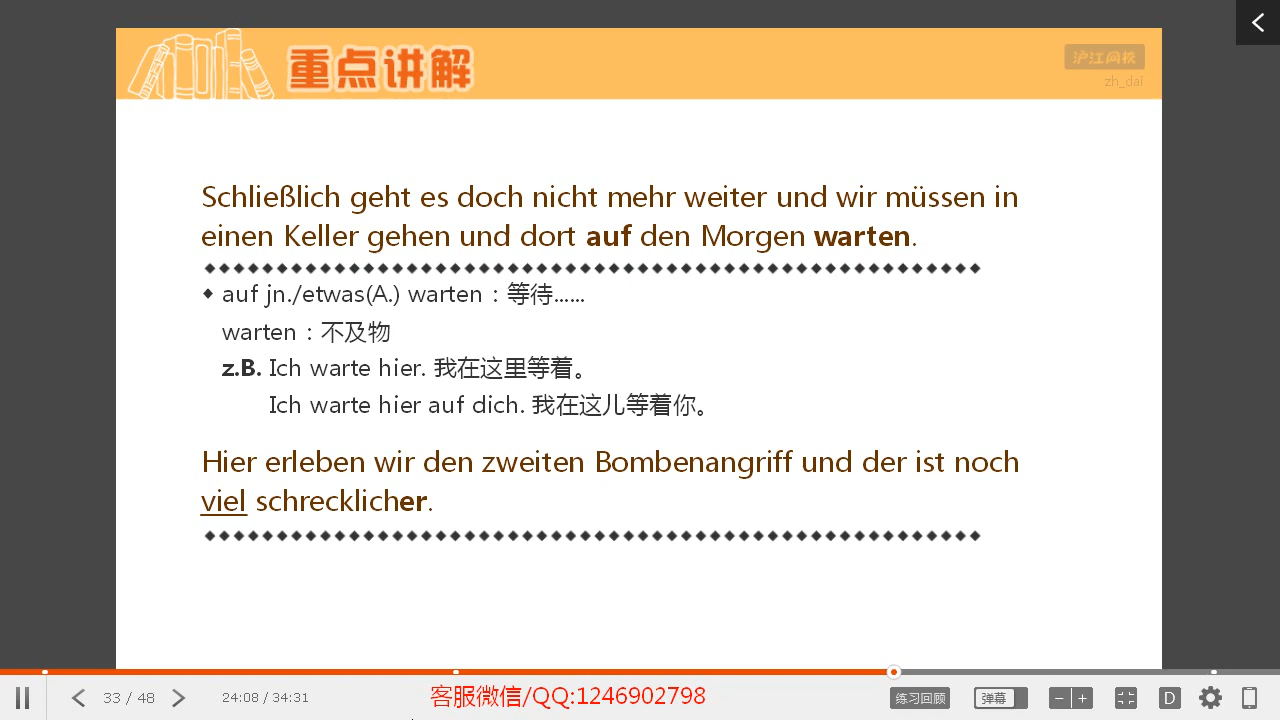 重点讲解
沪江网校
zh_dai
Schließlich geht es doch nicht mehr weiter und wir müssen in
einen Keller gehen und dort auf den Morgen warten.
auf jn./etwas(A.) warten：等待......
warten：不及物
z.B. Ich warte hier. 我在这里等着。
Ich warte hier auf dich. 我在这儿等着你。
Hier erleben wir den zweiten Bombenangriff und der ist noch
viel schrecklicher.
33 / 48
24:08 / 34:31
客服微信/QQ:1246902798
练习回顾
弹幕
D